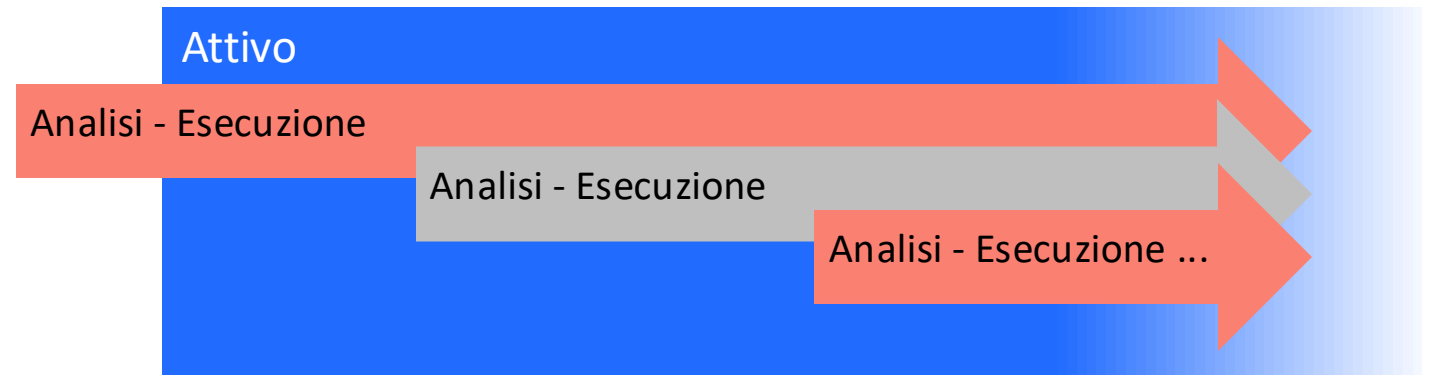 Attivo
Analisi - Esecuzione
Analisi - Esecuzione
Analisi - Esecuzione ...